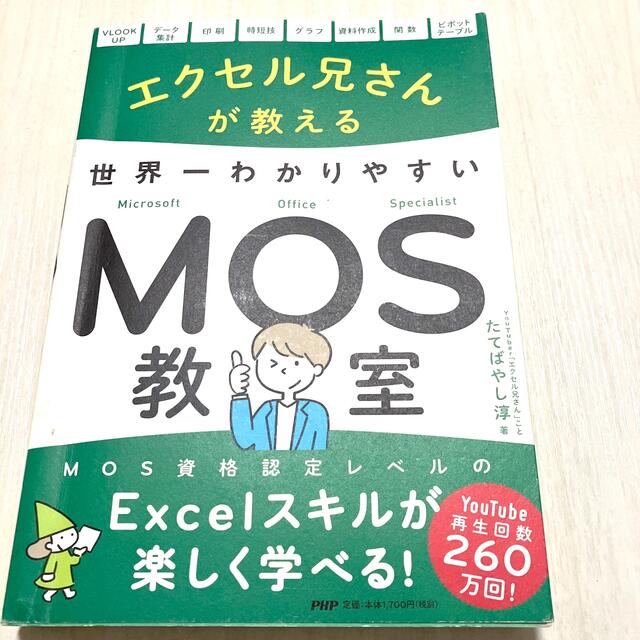 VLOOK
UP
データ
集計
印刷
時短技
グラフ
資料作成
関数
ピボット
テーブル
エクセル兄さん
が教える
世界一わかりやすい
Microsoft Office Specialist
MOS
教室
YouTuber「エクセル兄さん」こと
たてばやし淳 著
MOS資格認定レベルの
Excelスキルが
楽しく学べる!
YouTube
再生回数
260
万回!
PHP 定価:本体1,700円(税別)